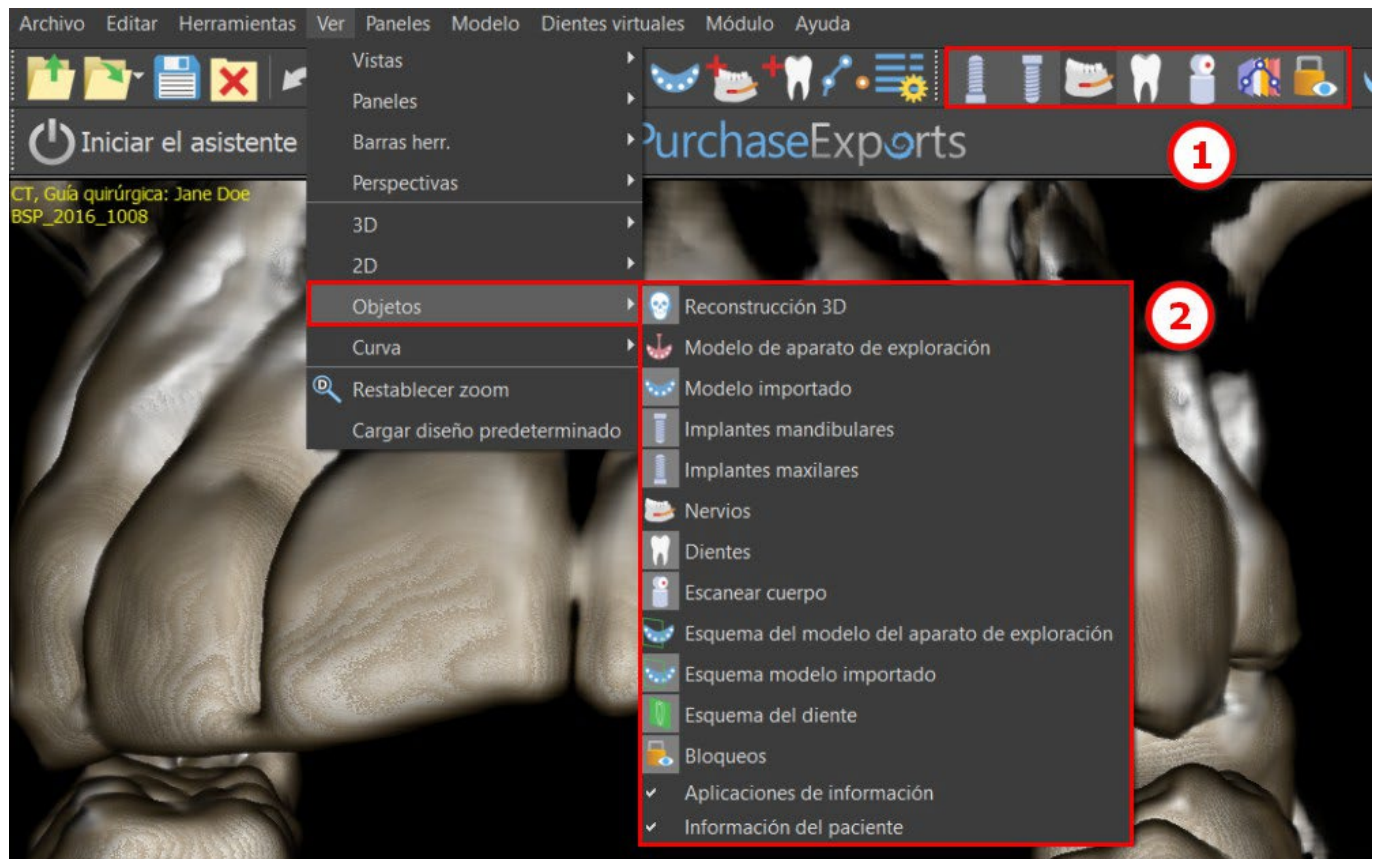 Archivo Editar Herramientas Ver Paneles Modelo Dientes virtuales Módulo Ayuda
Iniciar el asistente
PurchaseExports
1
CT, Guía quirúrgica: Jane Doe
BSP_2016_1008
Vistas
Paneles
Barras herr.
Perspectivas
3D
2D
Objetos
Curva
Restablecer zoom
Cargar diseño predeterminado
2
Reconstrucción 3D
Modelo de aparato de exploración
Modelo importado
Implantes mandibulares
Implantes maxilares
Nervios
Dientes
Escanear cuerpo
Esquema del modelo del aparato de exploración
Esquema modelo importado
Esquema del diente
Bloqueos
Aplicaciones de información
Información del paciente